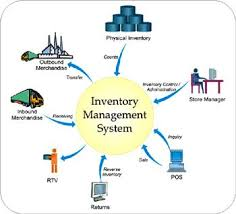 Physical Inventory
Outbound
Merchandise
Counts
Transfer
Inventory Control /
Administration
Store Manager
Inbound
Merchandise
Receiving
Inventory
Management
System
Inquiry
Sale
POS
Reverse
Inventory
RTV
Returns